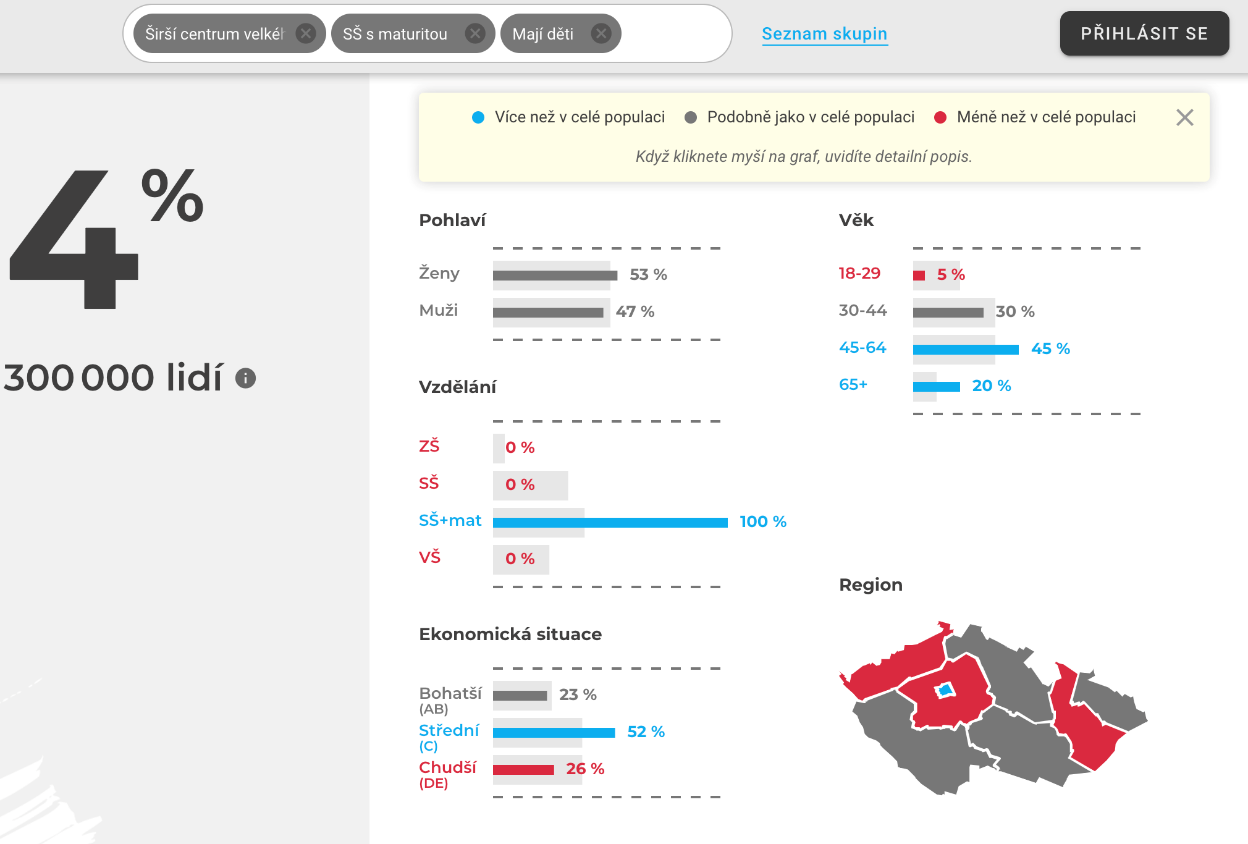 Širší centrum velkéh
SŠ s maturitou
Mají děti
Seznam skupin
PŘIHLÁSIT SE
4 %
300 000 lidí
Více než v celé populaci
Podobně jako v celé populaci
Méně než v celé populaci
Když kliknete myší na graf, uvidíte detailní popis.
Pohlaví
Ženy 53 %
Muži 47 %
Věk
18-29 5 %
30-44 30 %
45-64 45 %
65+ 20 %
Vzdělání
ZŠ 0 %
SŠ 0 %
SŠ+mat 100 %
VŠ 0 %
Ekonomická situace
Bohatší 23 %
(AB)
Střední 52 %
(C)
Chudší 26 %
(DE)
Region